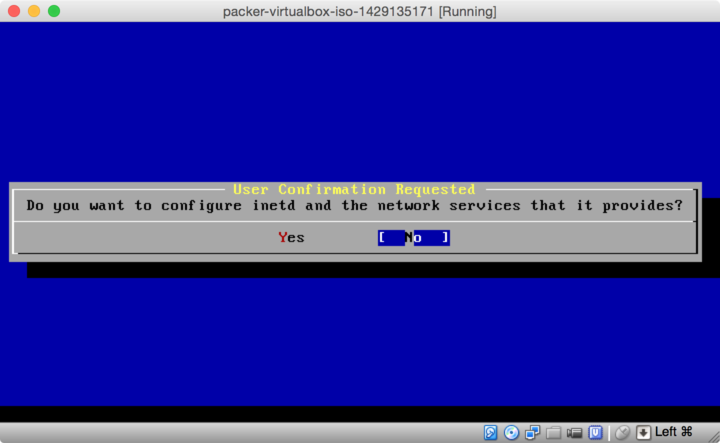 packer-virtualbox-iso-1429135171 [Running]
User Confirmation Requested
Do you want to configure inetd and the network services that it provides?
Yes [ No ]
Left ⌘